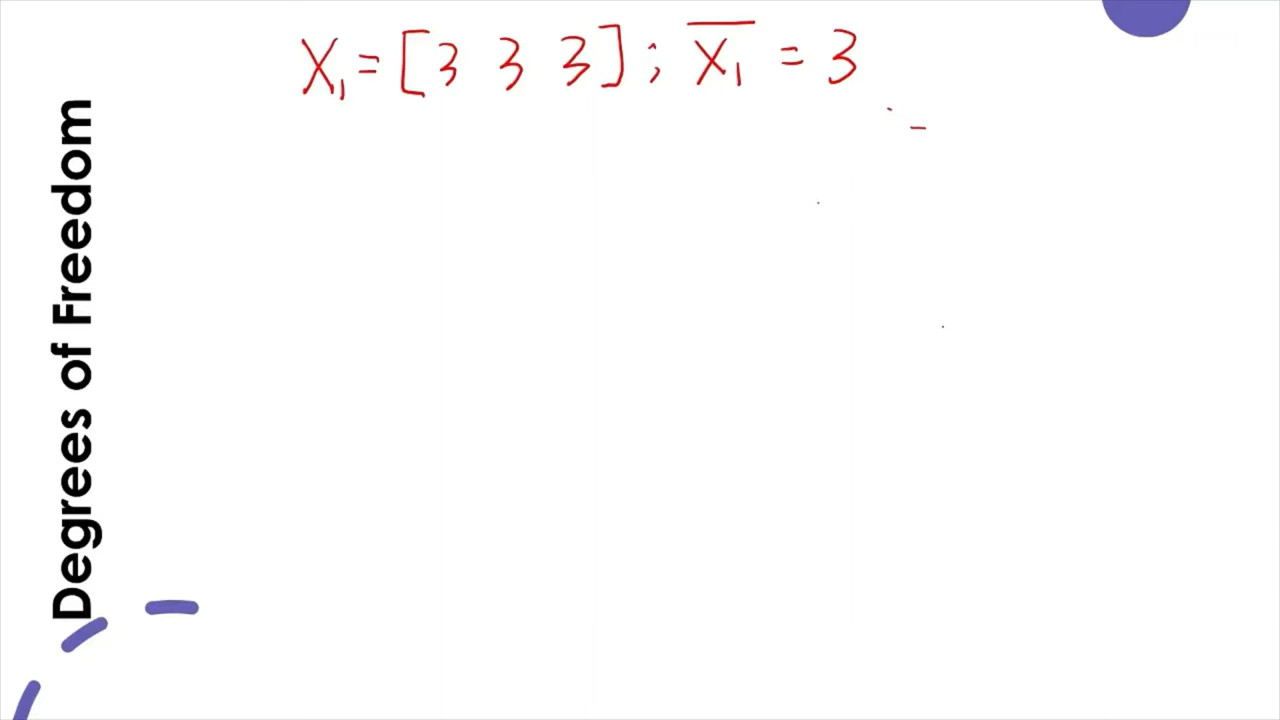 X₁ = [3 3 3] ; X̄₁ = 3
Degrees of Freedom